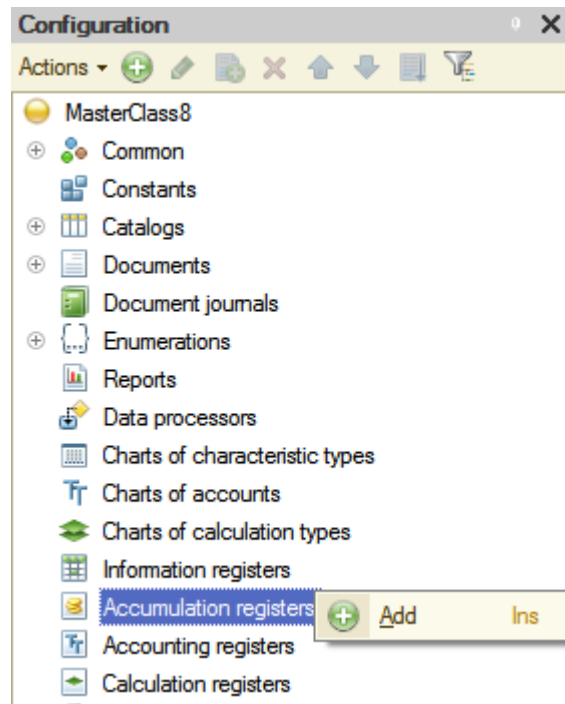 Configuration
Actions
MasterClass8
Common
Constants
Catalogs
Documents
Document journals
Enumerations
Reports
Data processors
Charts of characteristic types
Charts of accounts
Charts of calculation types
Information registers
Accumulation registers
Add Ins
Accounting registers
Calculation registers